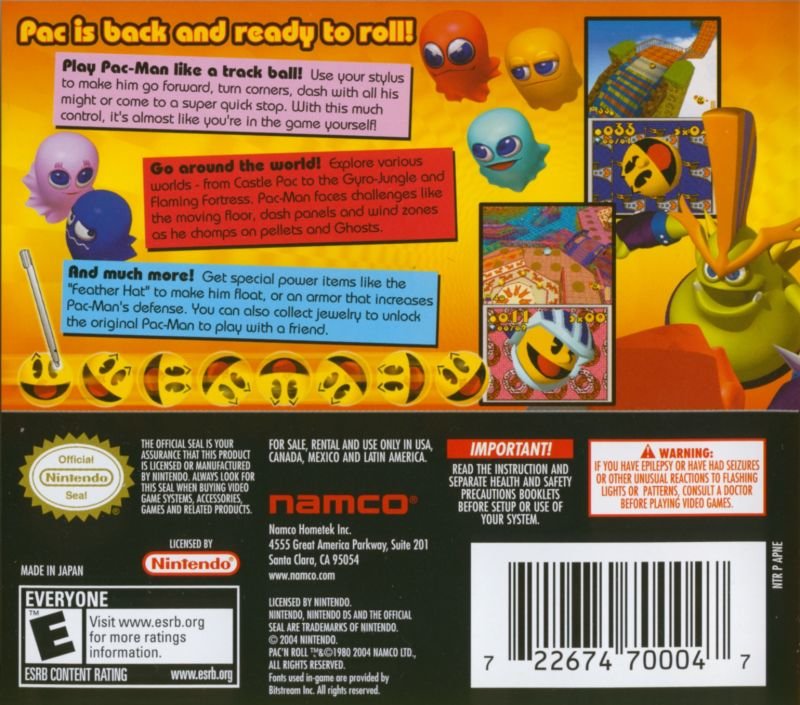 Pac is back and ready to roll!
Play Pac-Man like a track ball! Use your stylus
to make him go forward, turn corners, dash with all his
might or come to a super quick stop. With this much
control, it's almost like you're in the game yourself!
Go around the world! Explore various
worlds - from Castle Pac to the Gyro-Jungle and
Flaming Fortress. Pac-Man faces challenges like
the moving floor, dash panels and wind zones
as he chomps on pellets and Ghosts.
And much more! Get special power items like the
"Feather Hat" to make him float, or an armor that increases
Pac-Man's defense. You can also collect jewelry to unlock
the original Pac-Man to play with a friend.
Official
Nintendo
Seal
THE OFFICIAL SEAL IS YOUR
ASSURANCE THAT THIS PRODUCT
IS LICENSED OR MANUFACTURED
BY NINTENDO. ALWAYS LOOK FOR
THIS SEAL WHEN BUYING VIDEO
GAME SYSTEMS, ACCESSORIES,
GAMES AND RELATED PRODUCTS.
LICENSED BY
Nintendo®
MADE IN JAPAN
EVERYONE
E
TM
Visit www.esrb.org
for more ratings
information.
ESRB CONTENT RATING www.esrb.org
FOR SALE, RENTAL AND USE ONLY IN USA,
CANADA, MEXICO AND LATIN AMERICA.
namco®
Namco Hometek Inc.
4555 Great America Parkway, Suite 201
Santa Clara, CA 95054
www.namco.com
LICENSED BY NINTENDO.
NINTENDO, NINTENDO DS AND THE OFFICIAL
SEAL ARE TRADEMARKS OF NINTENDO.
© 2004 NINTENDO.
PAC'N ROLL ™&©1980 2004 NAMCO LTD.,
ALL RIGHTS RESERVED.
Fonts used in-game are provided by
Bitstream Inc. All rights reserved.
IMPORTANT!
READ THE INSTRUCTION AND
SEPARATE HEALTH AND SAFETY
PRECAUTIONS BOOKLETS
BEFORE SETUP OR USE OF
YOUR SYSTEM.
WARNING:
IF YOU HAVE EPILEPSY OR HAVE HAD SEIZURES
OR OTHER UNUSUAL REACTIONS TO FLASHING
LIGHTS OR PATTERNS, CONSULT A DOCTOR
BEFORE PLAYING VIDEO GAMES.
7 22674 70004 7
NTR P APNE